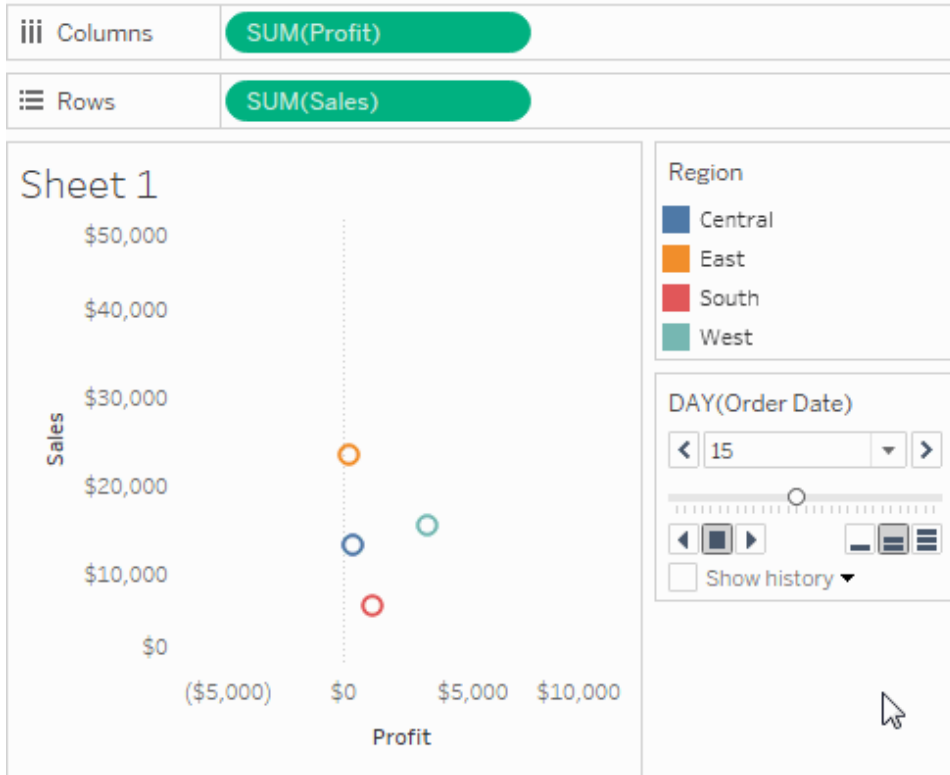 Columns SUM(Profit)
Rows SUM(Sales)
Sheet 1
$50,000
$40,000
$30,000
$20,000
$10,000
$0
Sales
($5,000) $0 $5,000 $10,000
Profit
Region
Central
East
South
West
DAY(Order Date)
15
Show history